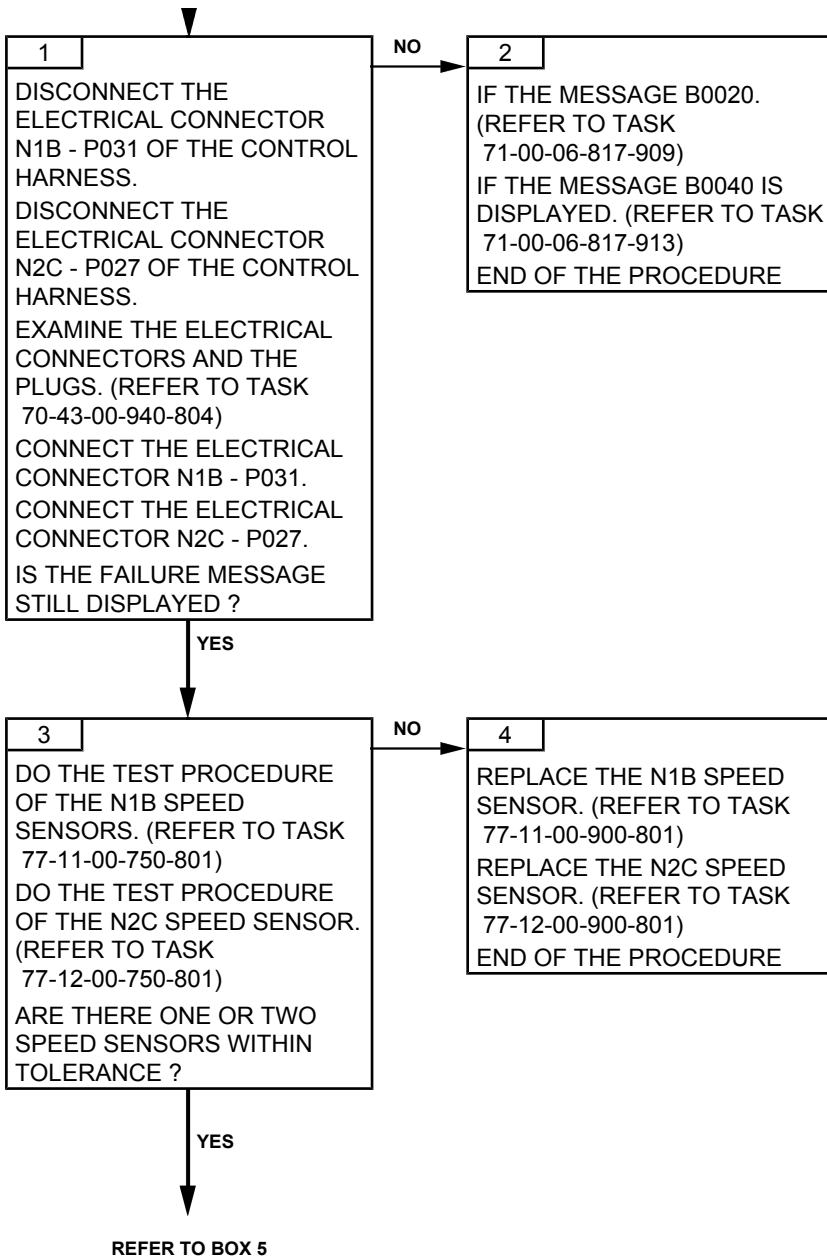 1
DISCONNECT THE
ELECTRICAL CONNECTOR
N1B - P031 OF THE CONTROL
HARNESS.
DISCONNECT THE
ELECTRICAL CONNECTOR
N2C - P027 OF THE CONTROL
HARNESS.
EXAMINE THE ELECTRICAL
CONNECTORS AND THE
PLUGS. (REFER TO TASK
70-43-00-940-804)
CONNECT THE ELECTRICAL
CONNECTOR N1B - P031.
CONNECT THE ELECTRICAL
CONNECTOR N2C - P027.
IS THE FAILURE MESSAGE
STILL DISPLAYED ?
NO
2
IF THE MESSAGE B0020.
(REFER TO TASK
71-00-06-817-909)
IF THE MESSAGE B0040 IS
DISPLAYED. (REFER TO TASK
71-00-06-817-913)
END OF THE PROCEDURE
YES
3
DO THE TEST PROCEDURE
OF THE N1B SPEED
SENSORS. (REFER TO TASK
77-11-00-750-801)
DO THE TEST PROCEDURE
OF THE N2C SPEED SENSOR.
(REFER TO TASK
77-12-00-750-801)
ARE THERE ONE OR TWO
SPEED SENSORS WITHIN
TOLERANCE ?
NO
4
REPLACE THE N1B SPEED
SENSOR. (REFER TO TASK
77-11-00-900-801)
REPLACE THE N2C SPEED
SENSOR. (REFER TO TASK
77-12-00-900-801)
END OF THE PROCEDURE
YES
REFER TO BOX 5